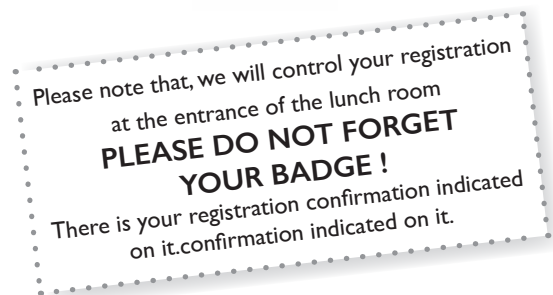 Please note that, we will control your registration
at the entrance of the lunch room
PLEASE DO NOT FORGET
YOUR BADGE !
There is your registration confirmation indicated
on it.confirmation indicated on it.